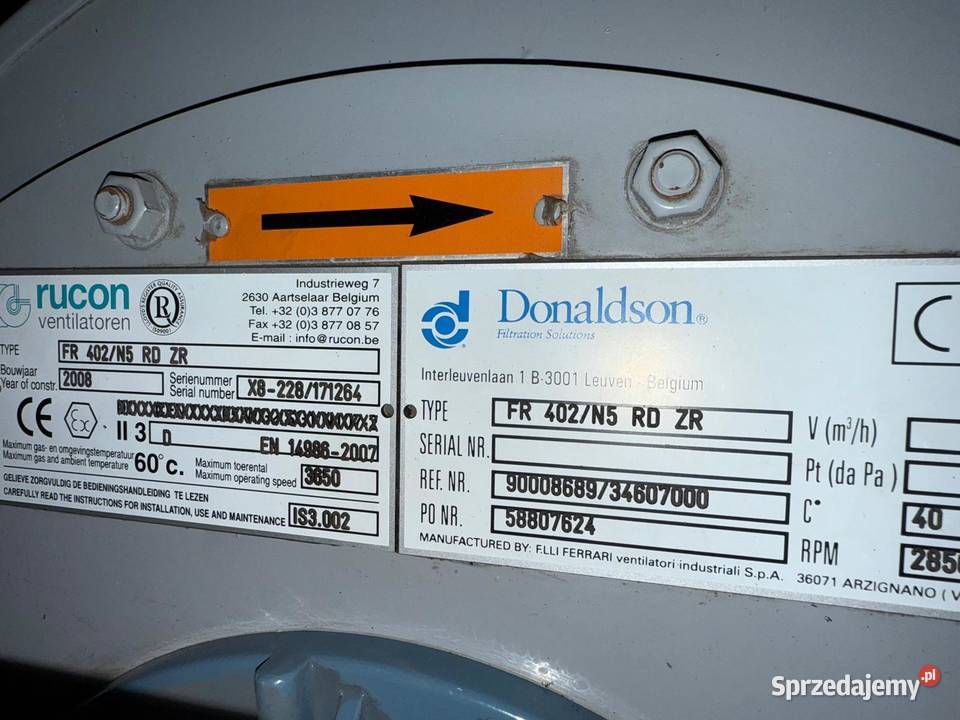 rucon
ventilatoren
Industrieweg 7
2630 Aartselaar Belgium
Tel. +32 (0)3 877 07 76
Fax +32 (0)3 877 08 57
E-mail : info@rucon.be
TYPE FR 402/N5 RD ZR
Bouwjaar
Year of constr. 2008
Serienummer
Serial number X8-228/171264
CE Ex II 3 D
EN 14986-2007
Maximum gas- en omgevingstemperatuur
Maximum gas and ambient temperature 60°c.
Maximum toerental
Maximum operating speed 3650
GELIEVE ZORGVULDIG DE BEDIENINGSHANDLEIDING TE LEZEN
CAREFULLY READ THE INSTRUCTIONS FOR INSTALLATION, USE AND MAINTENANCE IS3.002
Donaldson®
Filtration Solutions
Interleuvenlaan 1 B-3001 Leuven - Belgium
TYPE FR 402/N5 RD ZR
SERIAL NR.
REF. NR. 90008689/34607000
PO NR. 58807624
V (m³/h)
Pt (da Pa)
C° 40
RPM 285
MANUFACTURED BY: F.LLI FERRARI ventilatori industriali S.p.A. 36071 ARZIGNANO ( V
Sprzedajemy.pl